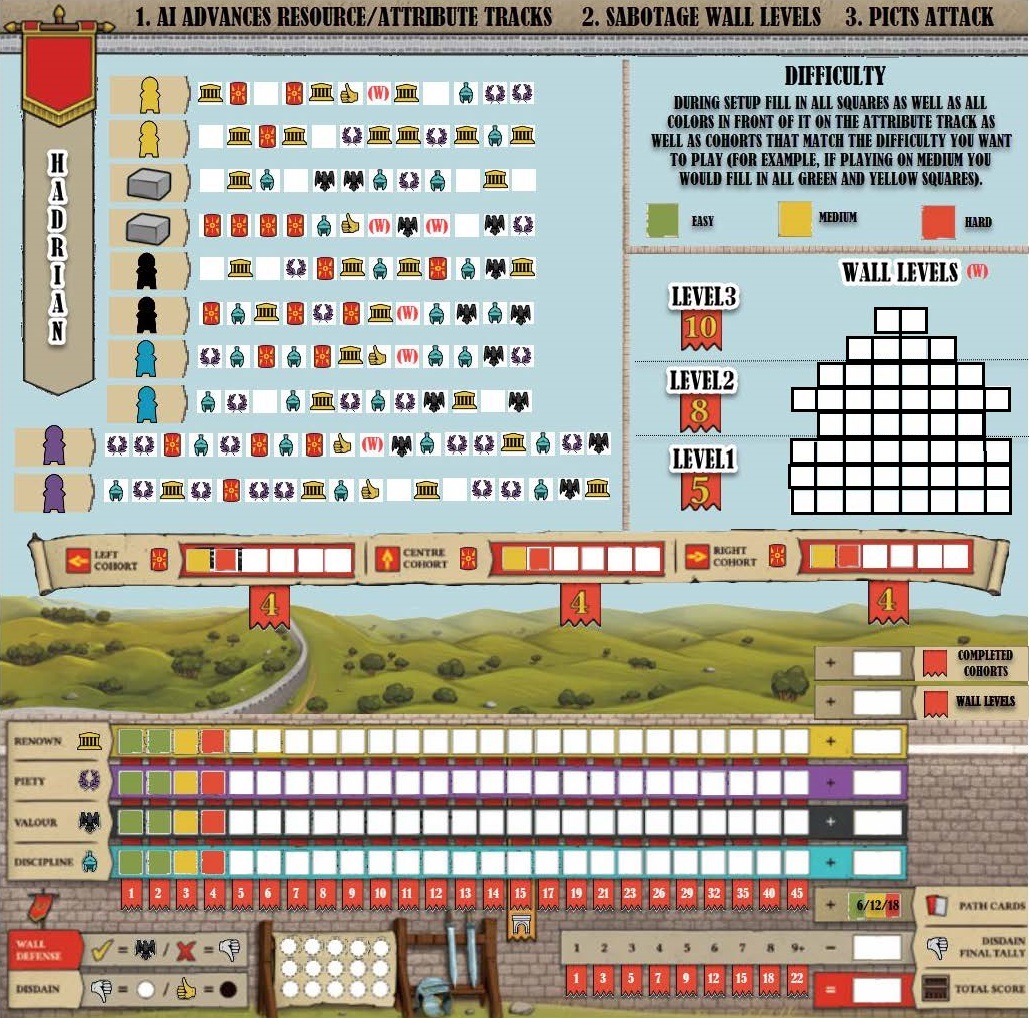 1. AI ADVANCES RESOURCE/ATTRIBUTE TRACKS 2. SABOTAGE WALL LEVELS 3. PICTS ATTACK
HADRIAN
(W)
(W) (W)
(W)
(W)
(W)
DIFFICULTY
DURING SETUP FILL IN ALL SQUARES AS WELL AS ALL
COLORS IN FRONT OF IT ON THE ATTRIBUTE TRACK AS
WELL AS COHORTS THAT MATCH THE DIFFICULTY YOU WANT
TO PLAY (FOR EXAMPLE, IF PLAYING ON MEDIUM YOU
WOULD FILL IN ALL GREEN AND YELLOW SQUARES).
EASY MEDIUM HARD
WALL LEVELS (W)
LEVEL3
10
LEVEL2
8
LEVEL1
5
LEFT COHORT
CENTRE COHORT
RIGHT COHORT
4 4 4
+ COMPLETED COHORTS
+ WALL LEVELS
RENOWN +
PIETY +
VALOUR +
DISCIPLINE +
1 2 3 4 5 6 7 8 9 10 11 12 13 14 15 17 19 21 23 26 29 32 35 40 45
+ 6/12/18 PATH CARDS
WALL DEFENSE = / =
1 2 3 4 5 6 7 8 9+ - DISDAIN FINAL TALLY
DISDAIN = / =
1 3 5 7 9 12 15 18 22 = TOTAL SCORE